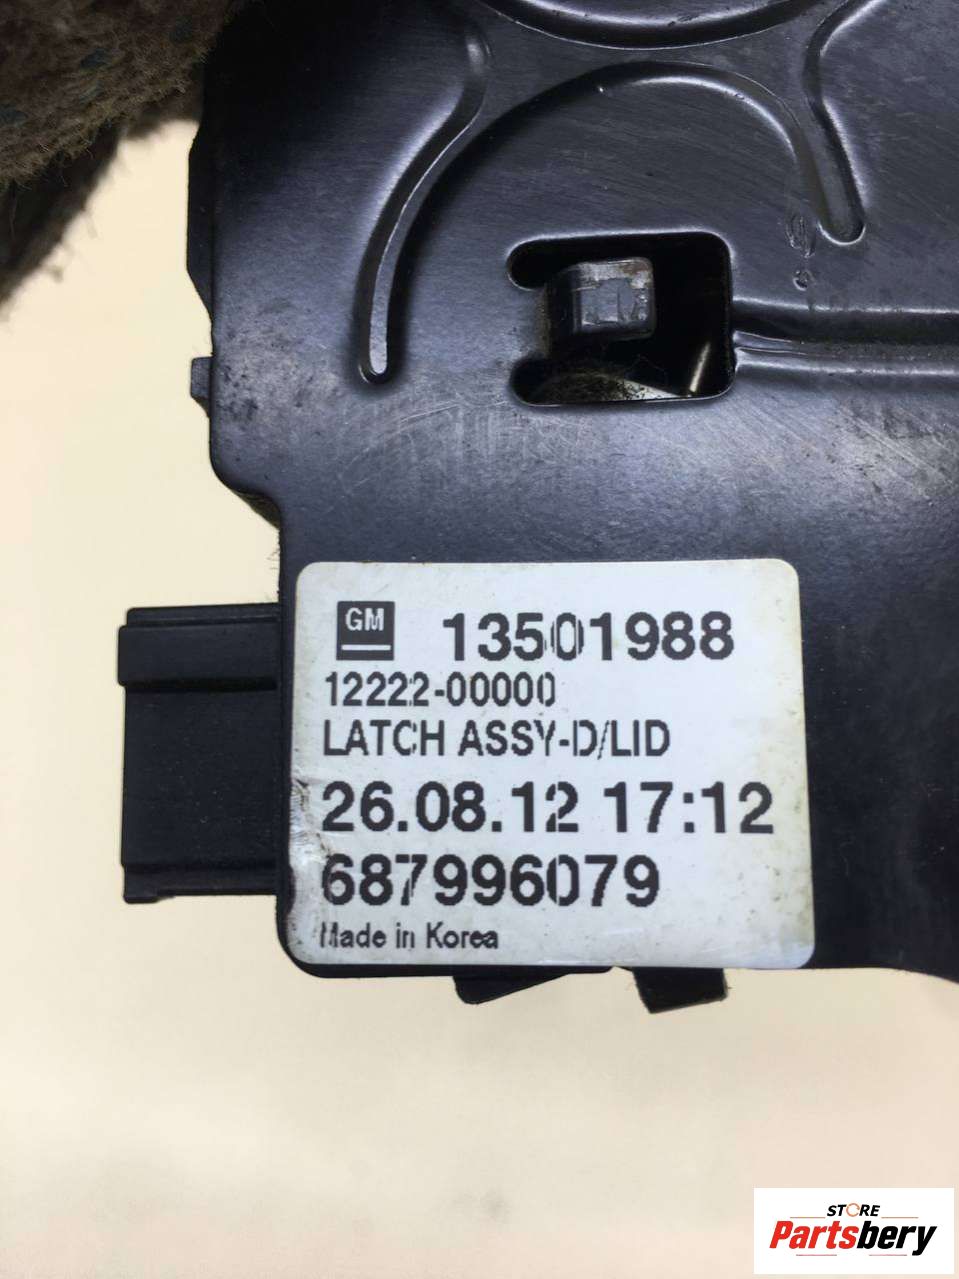 GM 13501988
12222-00000
LATCH ASSY-D/LID
26.08.12 17:12
687996079
Made in Korea
STORE
Partsbery